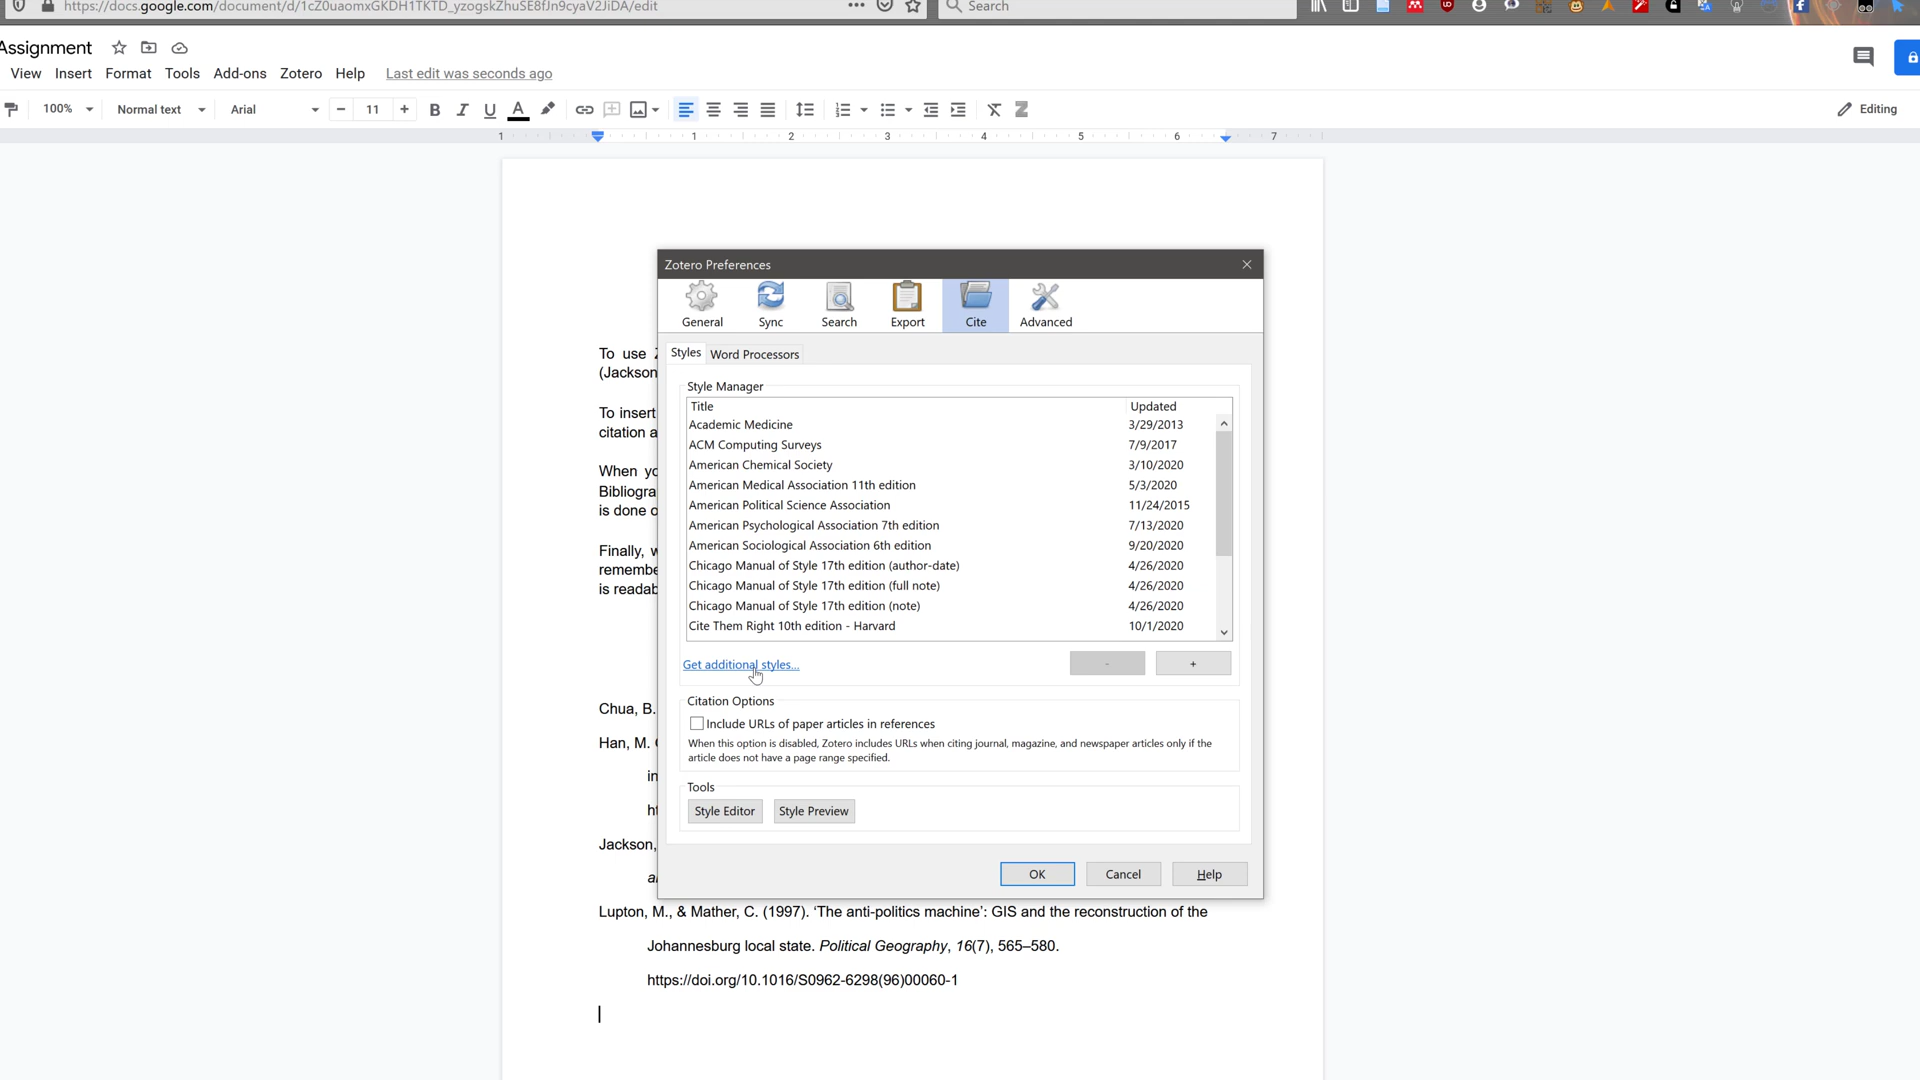 https://docs.google.com/document/d/1cZ0uaomxGKDH1TKTD_yzogskZhuSE8fJn9cyaV2JiDA/edit
Search
Assignment
View Insert Format Tools Add-ons Zotero Help Last edit was seconds ago
100% Normal text Arial 11 Editing
1 1 2 3 4 5 6 7
Zotero Preferences
General Sync Search Export Cite Advanced
Styles Word Processors
Style Manager
Title Updated
Academic Medicine 3/29/2013
ACM Computing Surveys 7/9/2017
American Chemical Society 3/10/2020
American Medical Association 11th edition 5/3/2020
American Political Science Association 11/24/2015
American Psychological Association 7th edition 7/13/2020
American Sociological Association 6th edition 9/20/2020
Chicago Manual of Style 17th edition (author-date) 4/26/2020
Chicago Manual of Style 17th edition (full note) 4/26/2020
Chicago Manual of Style 17th edition (note) 4/26/2020
Cite Them Right 10th edition - Harvard 10/1/2020
Get additional styles...
- +
Citation Options
Include URLs of paper articles in references
When this option is disabled, Zotero includes URLs when citing journal, magazine, and newspaper articles only if the
article does not have a page range specified.
Tools
Style Editor Style Preview
OK Cancel Help
To use
(Jackson
To insert
citation a
When yo
Bibliogra
is done o
Finally, w
remembe
is readab
Chua, B.
Han, M.
in
ht
Jackson,
Lupton, M., & Mather, C. (1997). ‘The anti-politics machine’: GIS and the reconstruction of the
Johannesburg local state. Political Geography, 16(7), 565–580.
https://doi.org/10.1016/S0962-6298(96)00060-1